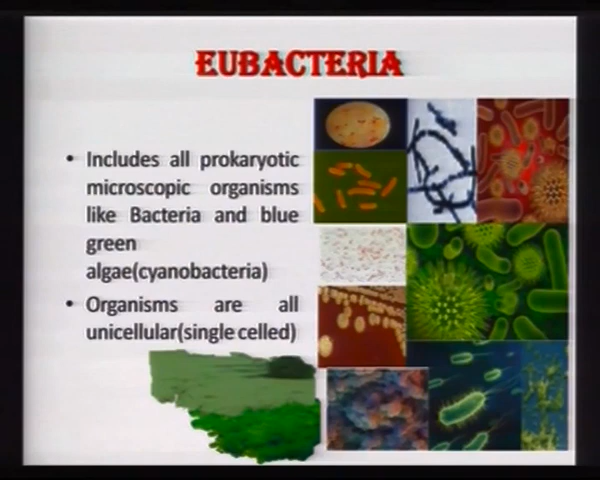 EUBACTERIA
• Includes all prokaryotic
microscopic organisms
like Bacteria and blue
green
algae(cyanobacteria)
• Organisms are all
unicellular(single celled)